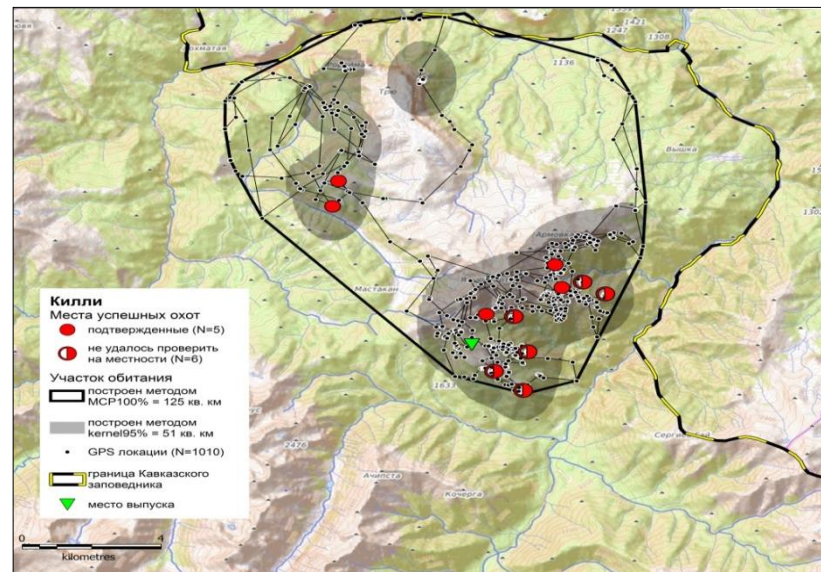 1421
1247
1308
Трю
1136
Вышка
Мастакан
1633
2476
Ачипста
Кочерга
Килли
Места успешных охот
подтвержденные (N=5)
не удалось проверить
на местности (N=6)
Участок обитания
построен методом
MCP100% = 125 кв. км
построен методом
kernel95% = 51 кв. км
GPS локации (N=1010)
граница Кавказского
заповедника
место выпуска
0
4
kilometres